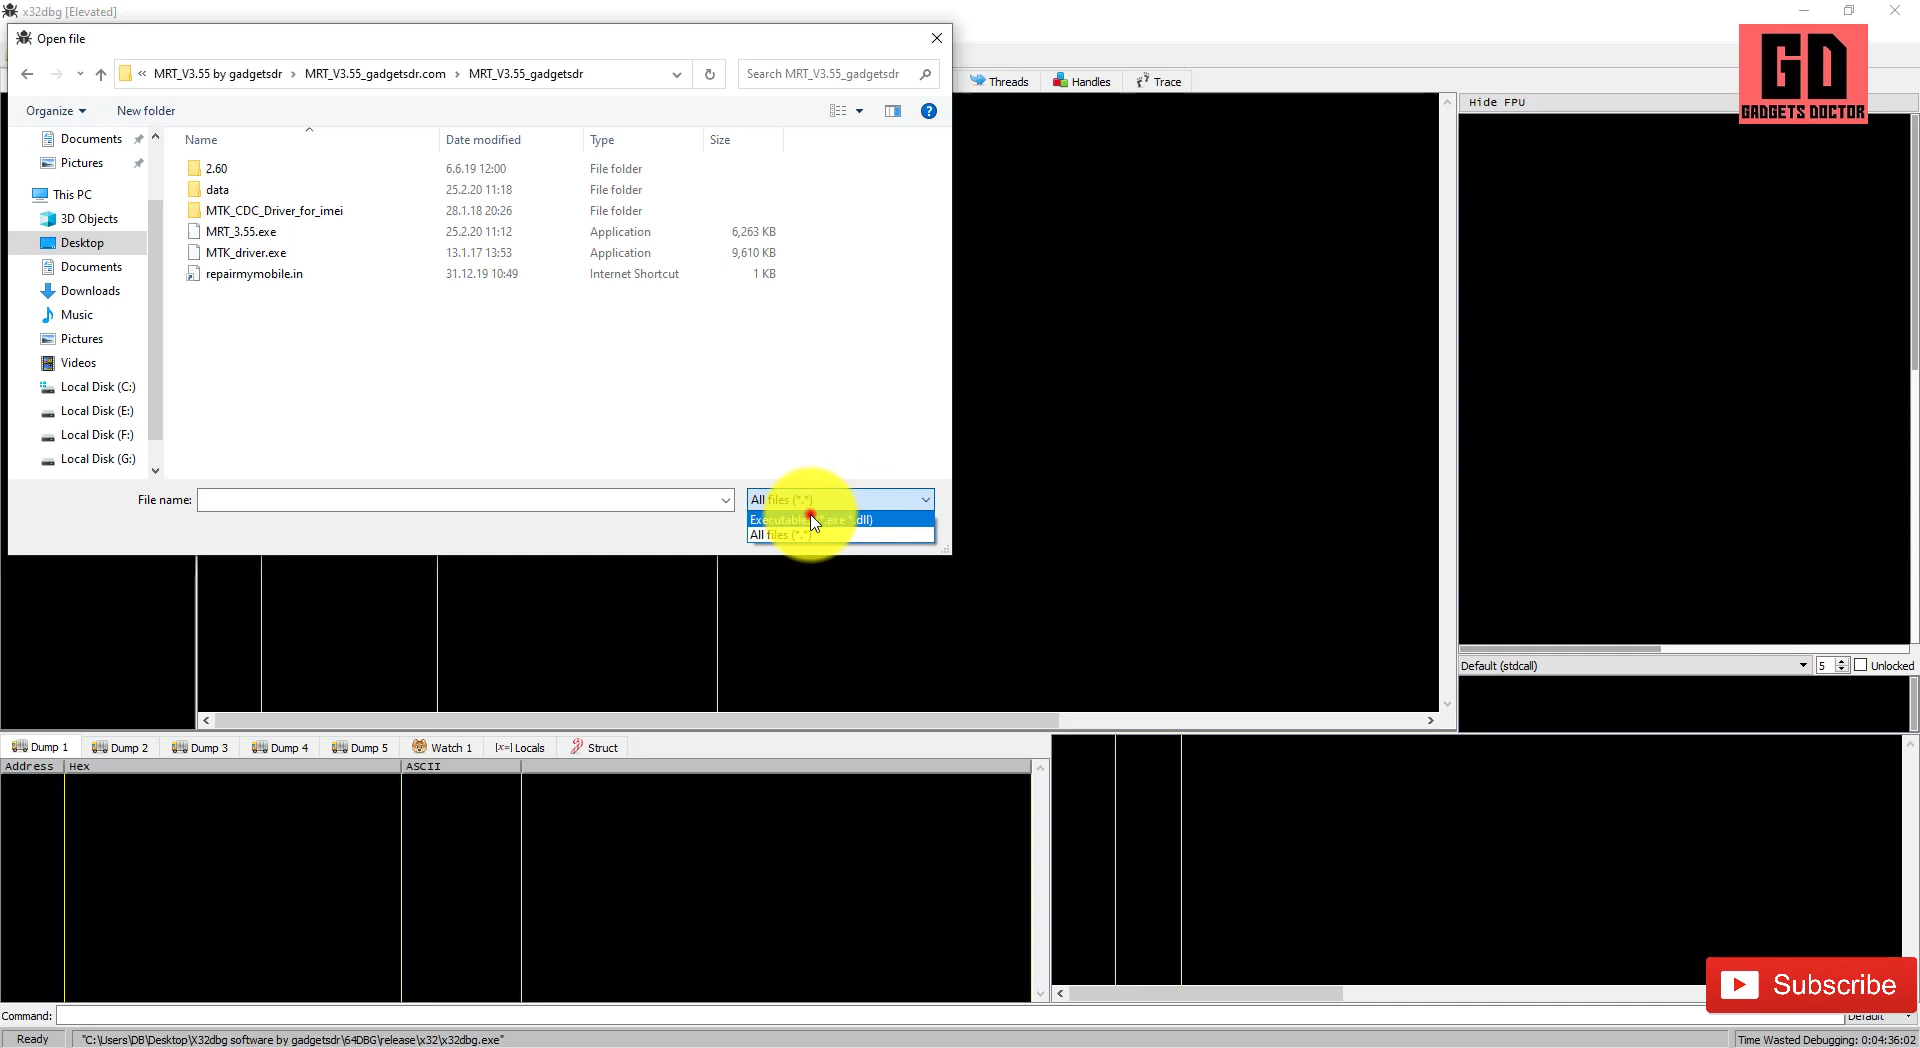 x32dbg [Elevated]
Open file
« MRT_V3.55 by gadgetsdr › MRT_V3.55_gadgetsdr.com › MRT_V3.55_gadgetsdr
Search MRT_V3.55_gadgetsdr
Threads
Handles
Trace
Organize
New folder
Hide FPU
GD
GADGETS DOCTOR
Name Date modified Type Size
Documents
Pictures
This PC
3D Objects
Desktop
Documents
Downloads
Music
Pictures
Videos
Local Disk (C:)
Local Disk (E:)
Local Disk (F:)
Local Disk (G:)
2.60 6.6.19 12:00 File folder
data 25.2.20 11:18 File folder
MTK_CDC_Driver_for_imei 28.1.18 20:26 File folder
MRT_3.55.exe 25.2.20 11:12 Application 6,263 KB
MTK_driver.exe 13.1.17 13:53 Application 9,610 KB
repairmymobile.in 31.12.19 10:49 Internet Shortcut 1 KB
File name:
All files (*.*)
Executables (*.exe *.dll)
All files (*.*)
Default (stdcall) 5 Unlocked
Dump 1 Dump 2 Dump 3 Dump 4 Dump 5 Watch 1 [x=] Locals Struct
Address Hex ASCII
Subscribe
Command:
Default
Ready "C:\Users\DB\Desktop\X32dbg software by gadgetsdr\64DBG\release\x32\x32dbg.exe" Time Wasted Debugging: 0:04:36:02